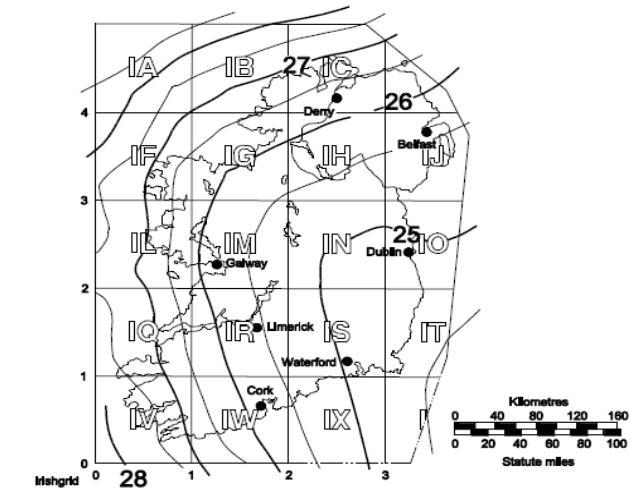 IA IB 27 IC
4 Derry 26
Belfast
IF IG IH IJ
3
IL IM IN 25 IO
Dublin
Galway
2
IQ IR IS IT
Limerick
Waterford
1
Cork
IV IW IX I
Kilometres
0 40 80 120 160
0 20 40 60 80 100
Statute miles
0
Irishgrid 0 28 1 2 3